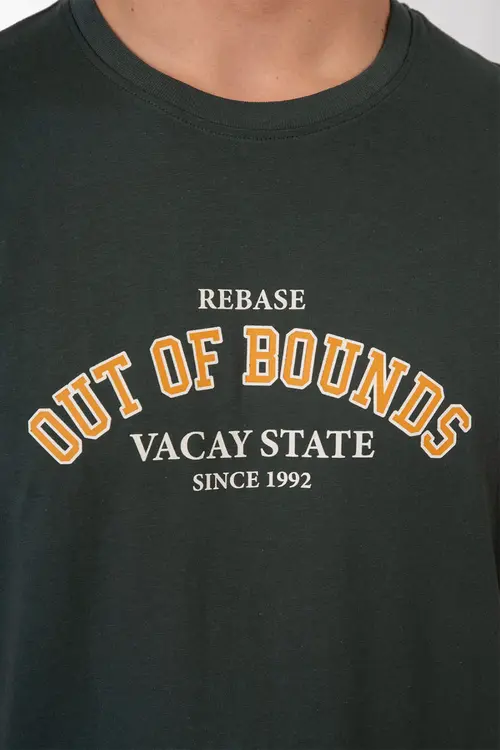 REBASE
OUT OF BOUNDS
VACAY STATE
SINCE 1992